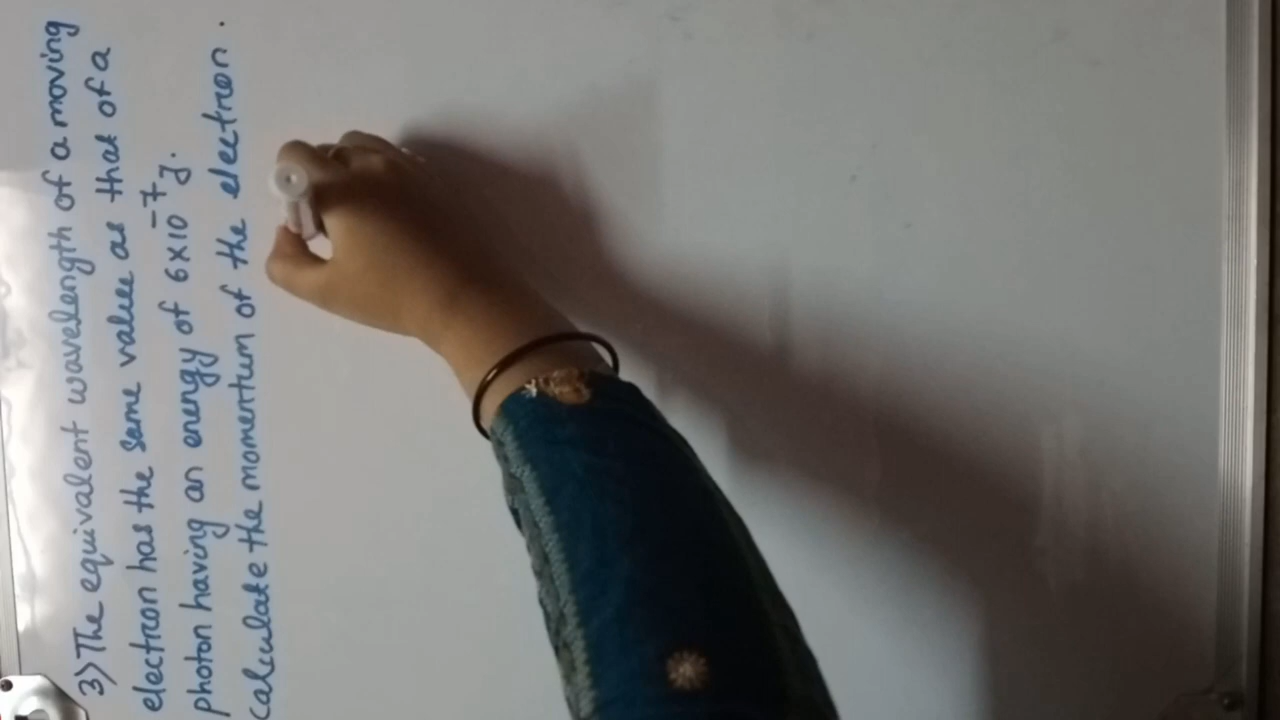 3) The equivalent wavelength of a moving
electron has the same value as that of a
photon having an energy of 6×10⁻⁷ J.
Calculate the momentum of the electron.